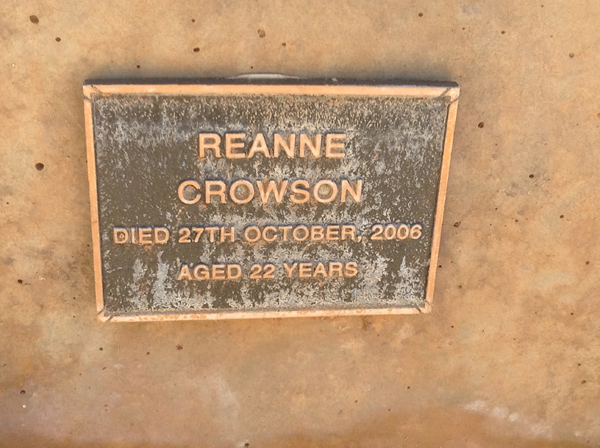 REANNE
CROWSON
DIED 27TH OCTOBER, 2006
AGED 22 YEARS